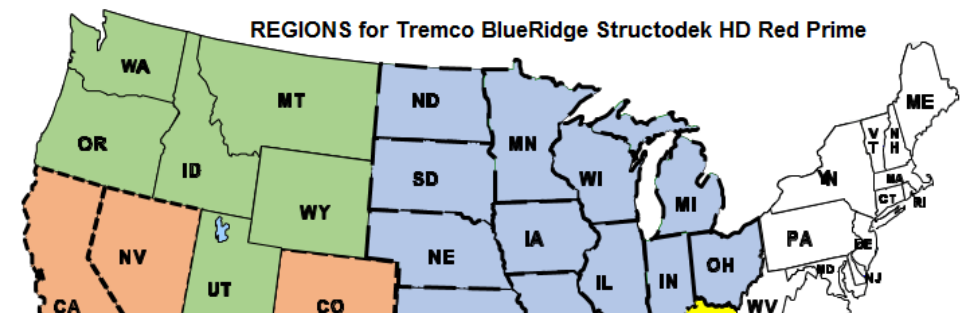 REGIONS for Tremco BlueRidge Structodek HD Red Prime
WA
MT
ND
MN
ME
OR
ID
SD
WI
VT
NH
WY
MI
MA
CT
RI
NV
NE
IA
PA
DE
UT
IL
IN
OH
MD
NJ
CA
CO
WV